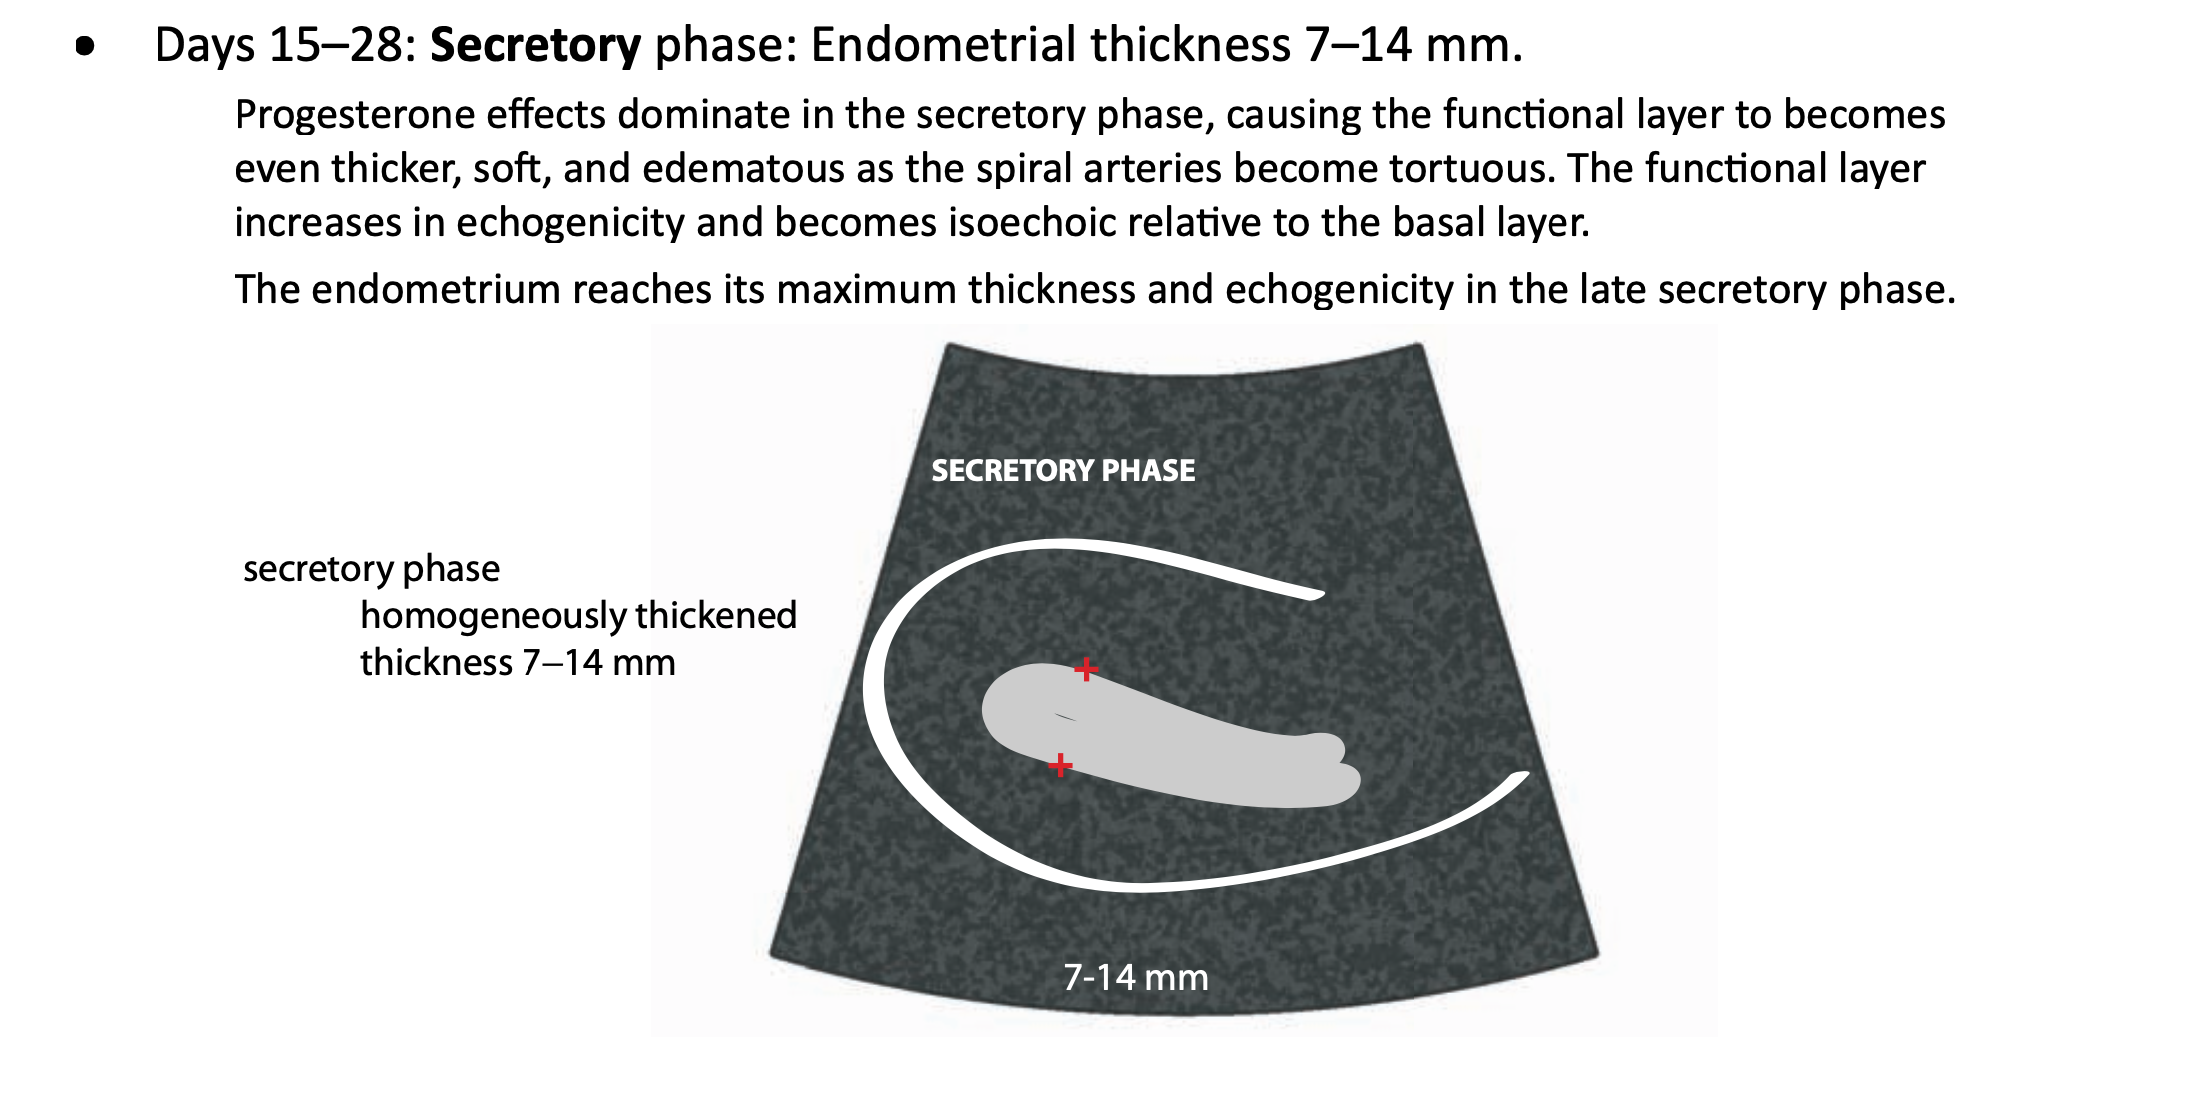 • Days 15–28: Secretory phase: Endometrial thickness 7–14 mm.
Progesterone effects dominate in the secretory phase, causing the functional layer to becomes
even thicker, soft, and edematous as the spiral arteries become tortuous. The functional layer
increases in echogenicity and becomes isoechoic relative to the basal layer.
The endometrium reaches its maximum thickness and echogenicity in the late secretory phase.
SECRETORY PHASE
secretory phase
homogeneously thickened
thickness 7–14 mm
7-14 mm